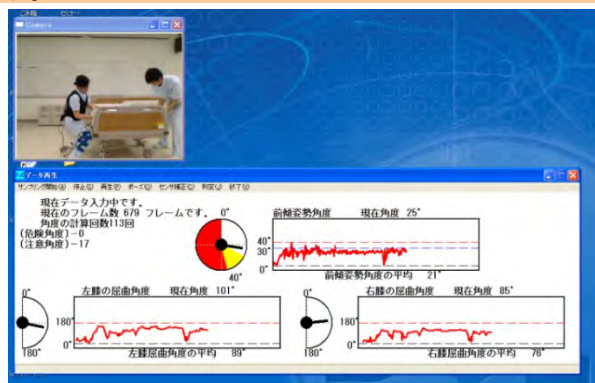 ごみ箱
Camera
データ再生
サンプリング開始(A) 停止(S) 再生(P) ポーズ(Q) センサ補正(C) 判定(J) 終了(Q)
現在データ入力中です。
現在のフレーム数 679 フレームです。
角度の計算回数113回
(危険角度)-0
(注意角度)-17
0°
40°
前傾姿勢角度 現在角度 25°
40°
30°
0°
前傾姿勢角度の平均 21°
左膝の屈曲角度 現在角度 101°
0°
180°
180°
0°
左膝屈曲角度の平均 89°
右膝の屈曲角度 現在角度 85°
0°
180°
180°
0°
右膝屈曲角度の平均 76°